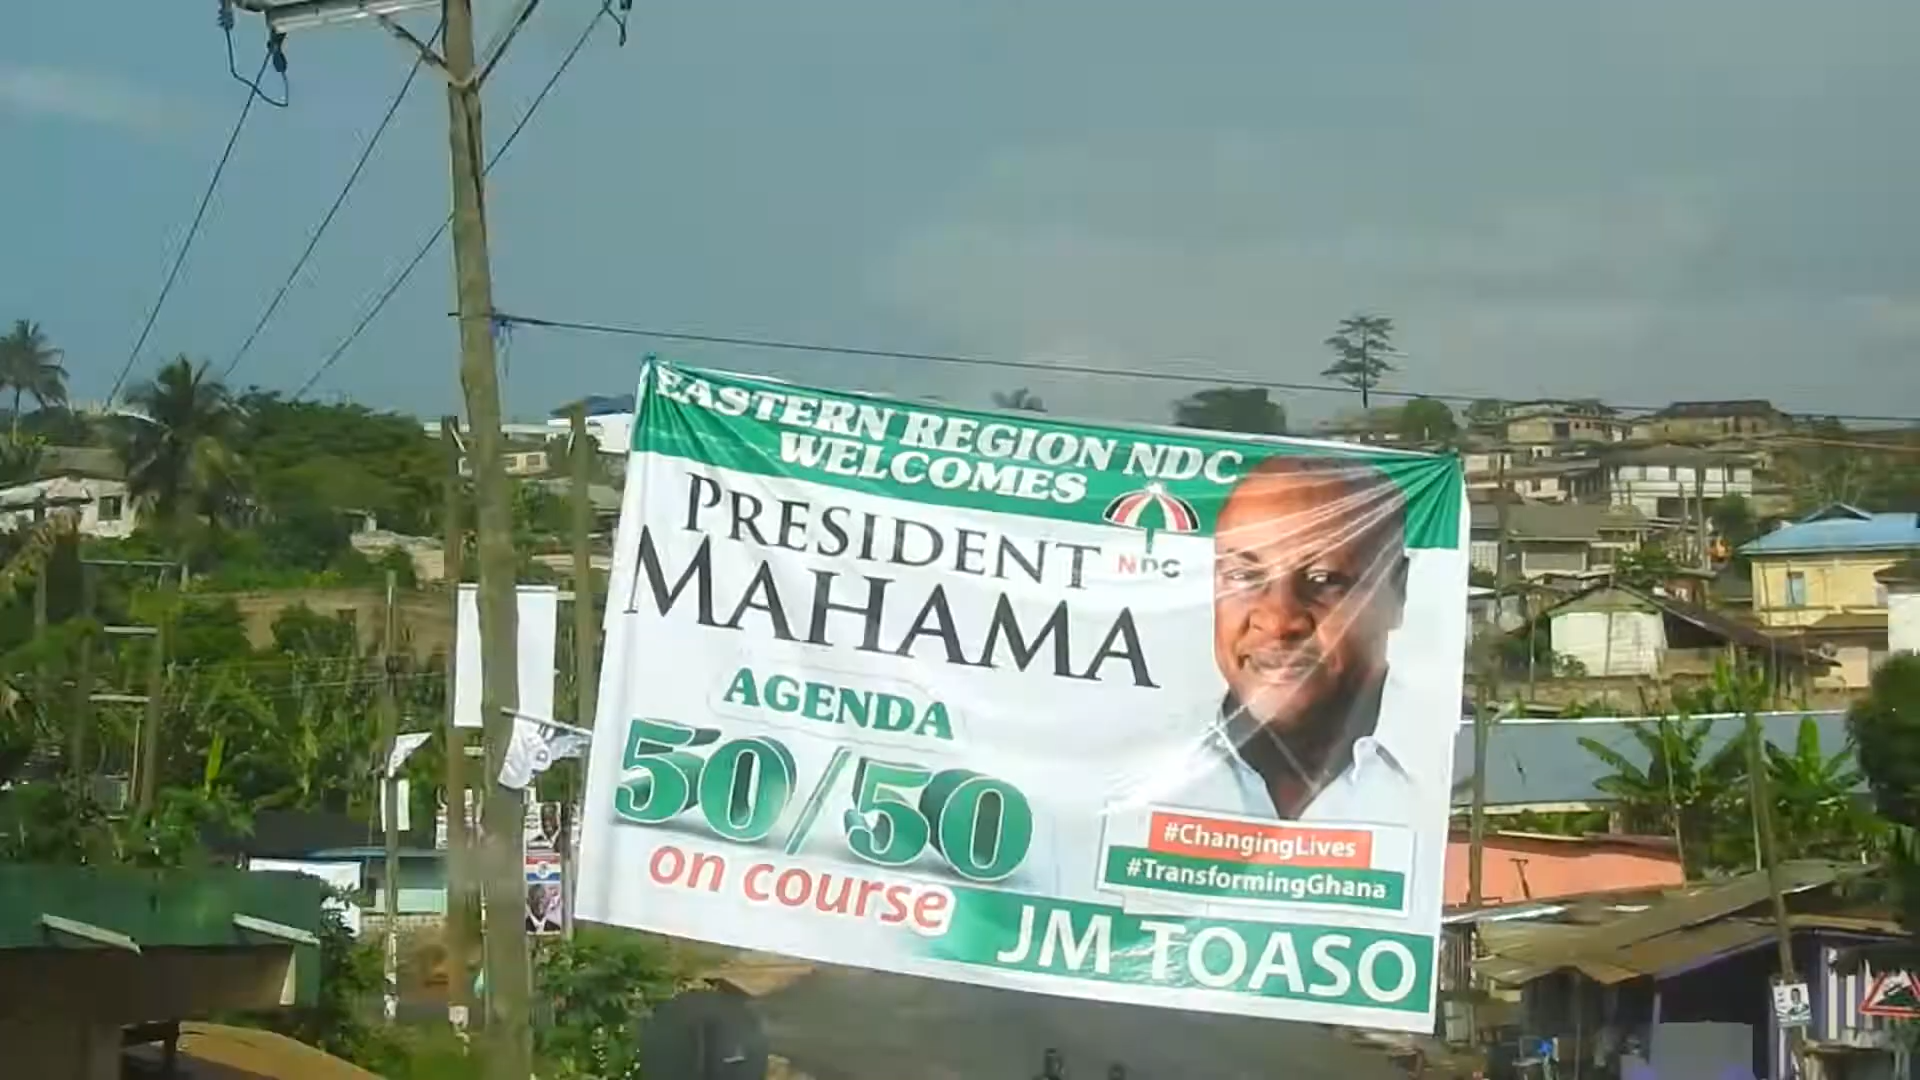 EASTERN REGION NDC
WELCOMES
PRESIDENT
MAHAMA
NDC
AGENDA
50/50
on course
#ChangingLives
#TransformingGhana
JM TOASO